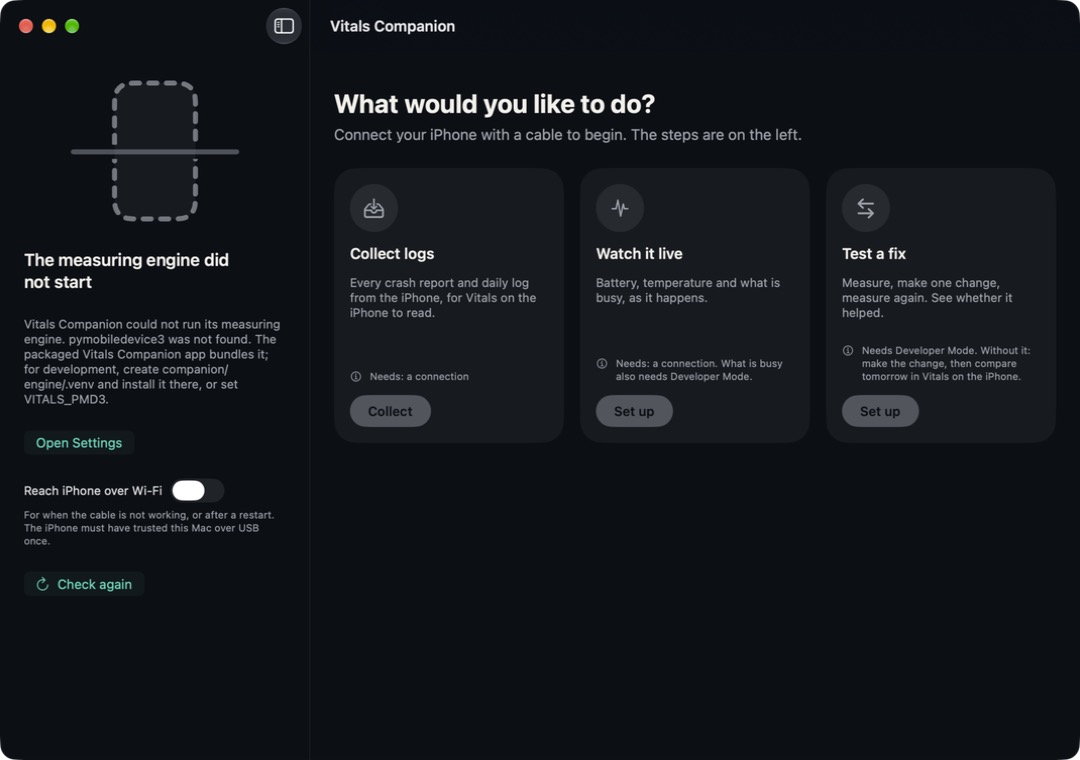 Vitals Companion
The measuring engine did
not start
Vitals Companion could not run its measuring
engine. pymobiledevice3 was not found. The
packaged Vitals Companion app bundles it;
for development, create companion/
engine/.venv and install it there, or set
VITALS_PMD3.
Open Settings
Reach iPhone over Wi-Fi
For when the cable is not working, or after a restart.
The iPhone must have trusted this Mac over USB
once.
Check again
What would you like to do?
Connect your iPhone with a cable to begin. The steps are on the left.
Collect logs
Every crash report and daily log
from the iPhone, for Vitals on the
iPhone to read.
Needs: a connection
Collect
Watch it live
Battery, temperature and what is
busy, as it happens.
Needs: a connection. What is busy
also needs Developer Mode.
Set up
Test a fix
Measure, make one change,
measure again. See whether it
helped.
Needs Developer Mode. Without it:
make the change, then compare
tomorrow in Vitals on the iPhone.
Set up